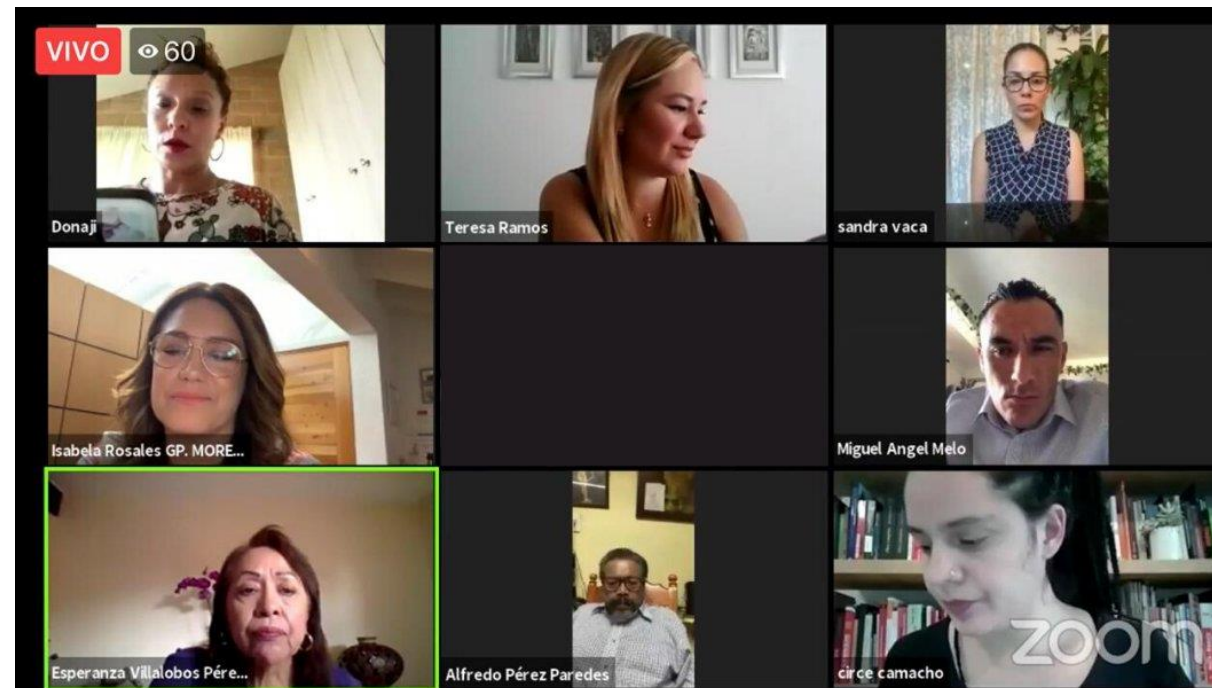 VIVO 60
Donaji
Teresa Ramos
sandra vaca
Isabela Rosales GP. MORE...
Miguel Angel Melo
Esperanza Villalobos Pére...
Alfredo Pérez Paredes
circe camacho
zoom